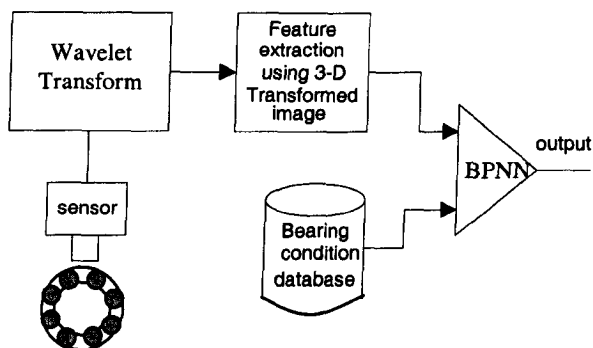 Wavelet
Transform
Feature
extraction
using 3-D
Transformed
image
output
BPNN
sensor
Bearing
condition
database